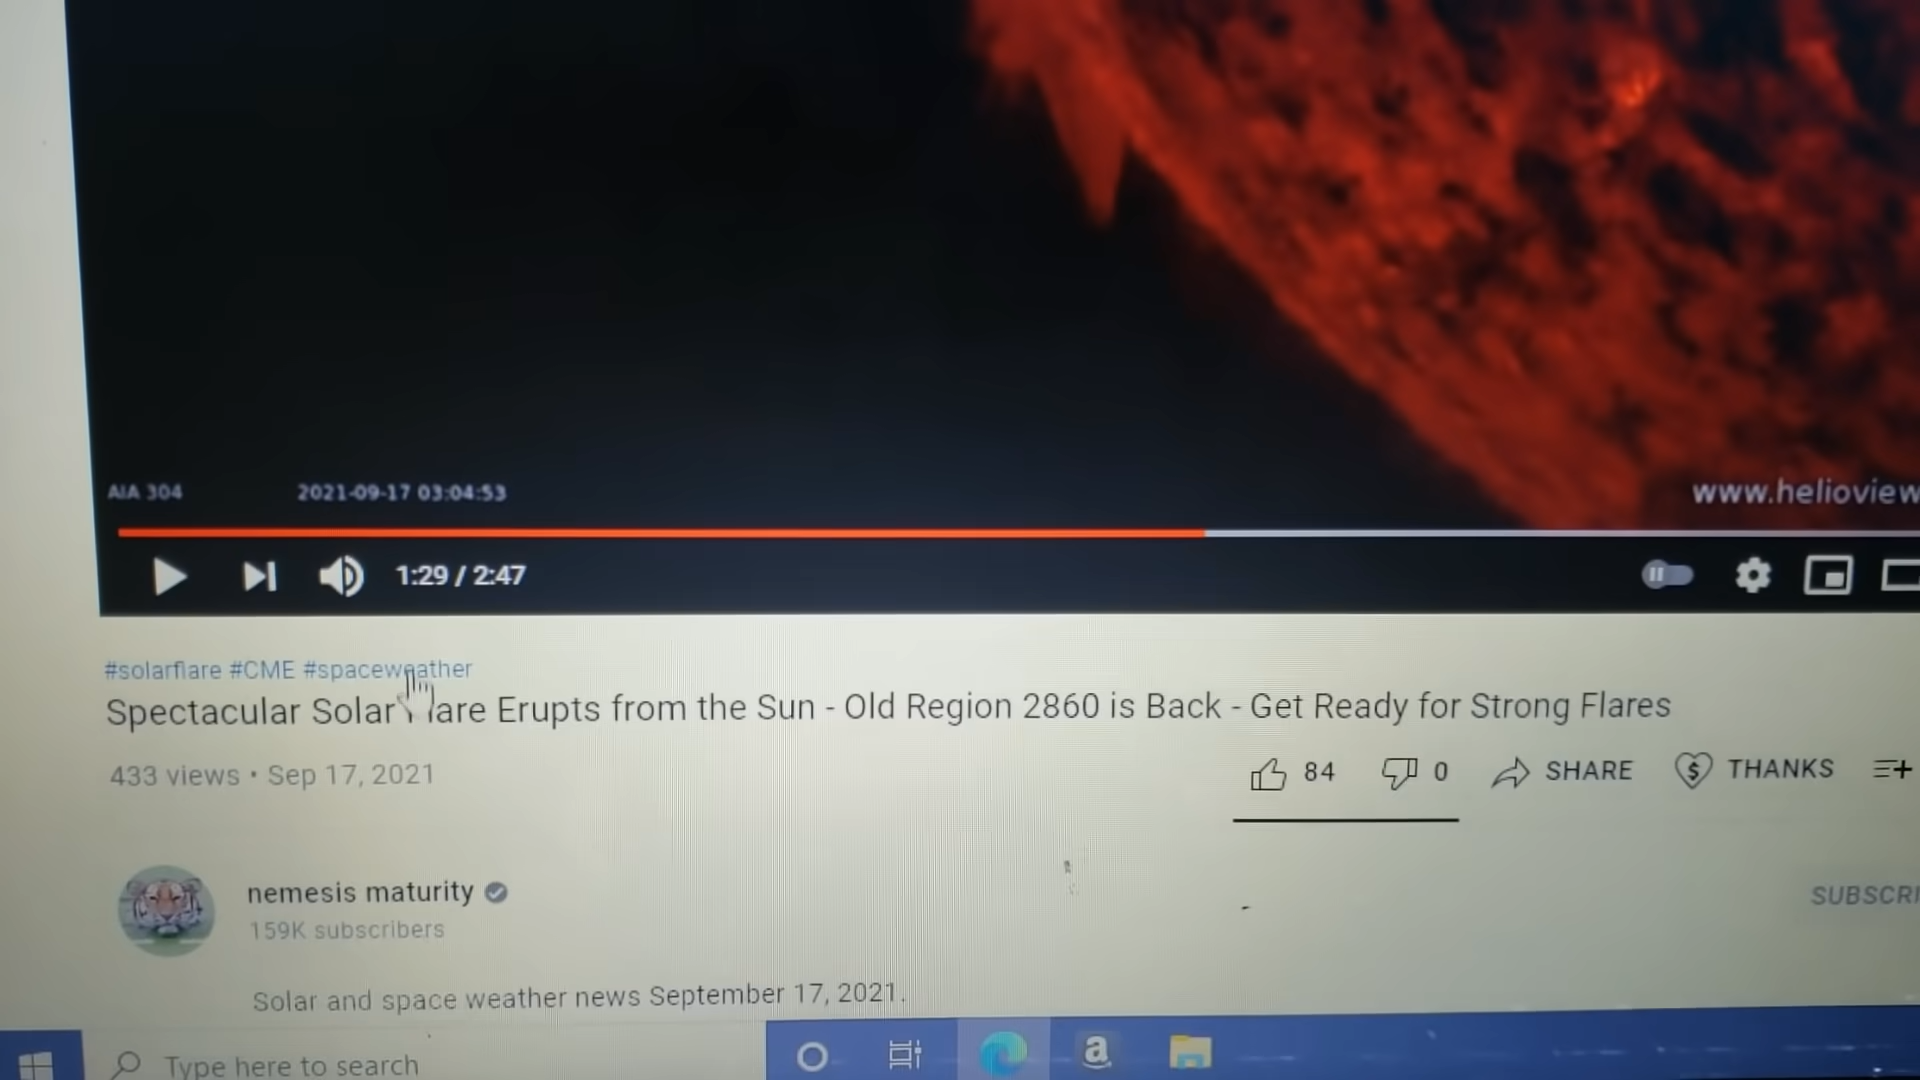 AIA 304 2021-09-17 03:04:53
www.helioview
1:29 / 2:47
#solarflare #CME #spaceweather
Spectacular Solar Flare Erupts from the Sun - Old Region 2860 is Back - Get Ready for Strong Flares
433 views • Sep 17, 2021
84 0 SHARE THANKS
nemesis maturity
159K subscribers
SUBSCRI
Solar and space weather news September 17, 2021.
Type here to search